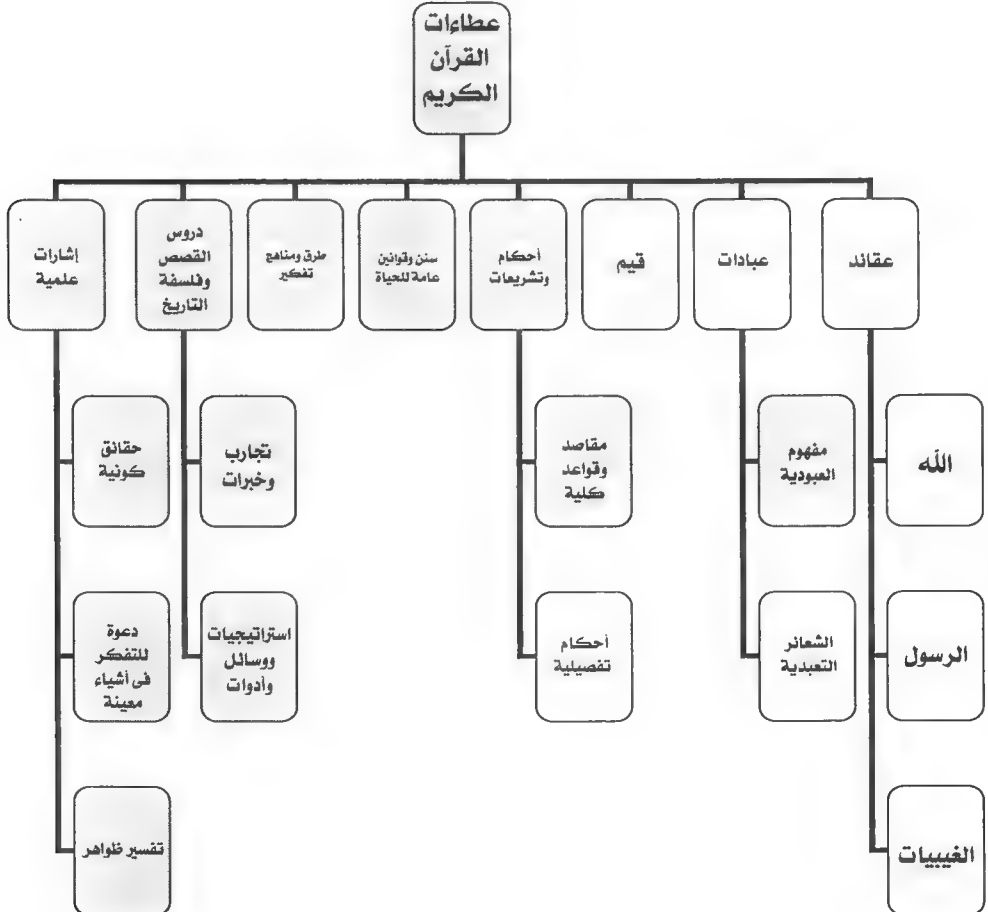 عطاءات
القرآن
الكريم
عقائد
عبادات
قيم
أحكام
وتشريعات
سنن وقوانين
عامة للحياة
طرق ومناهج
تفكير
دروس
القصص
وفلسفة
التاريخ
إشارات
علمية
الله
مفهوم
العبودية
مقاصد
وقواعد
كلية
تجارب
وخبرات
حقائق
كونية
الرسول
الشعائر
التعبدية
أحكام
تفصيلية
استراتيجيات
ووسائل
وأدوات
دعوة
للتفكر
فى أشياء
معينة
الغيبيات
تفسير ظواهر